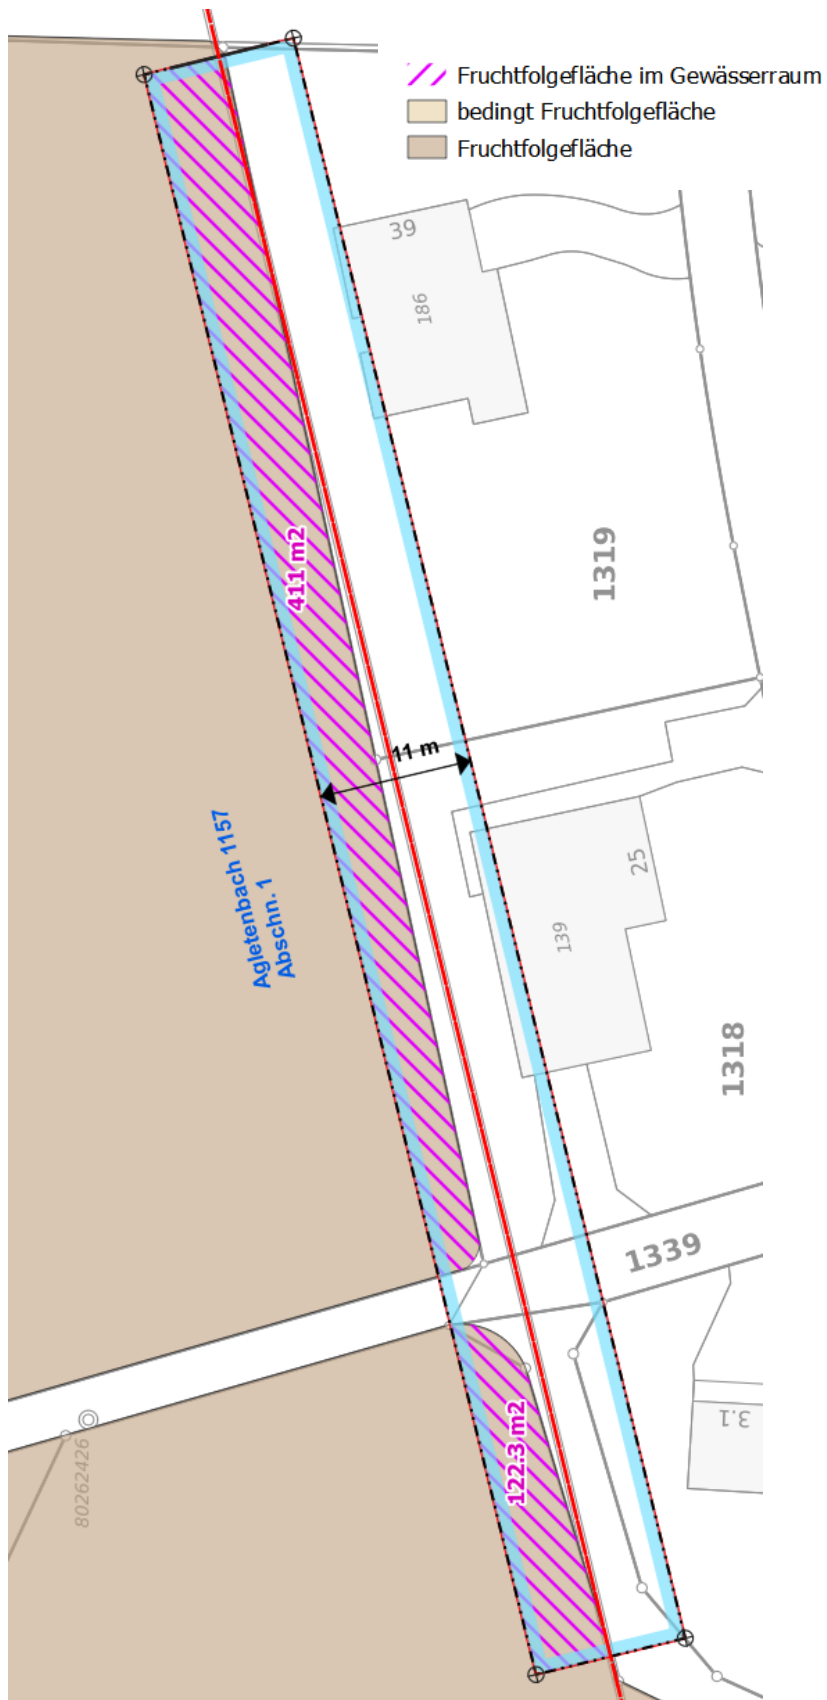 Fruchtfolgefläche im Gewässerraum
bedingt Fruchtfolgefläche
Fruchtfolgefläche
39
186
411 m2
1319
11 m
Agletenbach 1157
Abschn. 1
25
139
1318
1339
122.3 m2
3.1
80262426